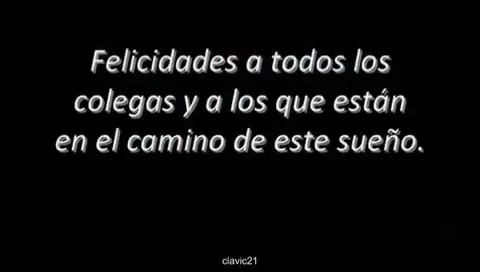 Felicidades a todos los
colegas y a los que están
en el camino de este sueño.
clavic21